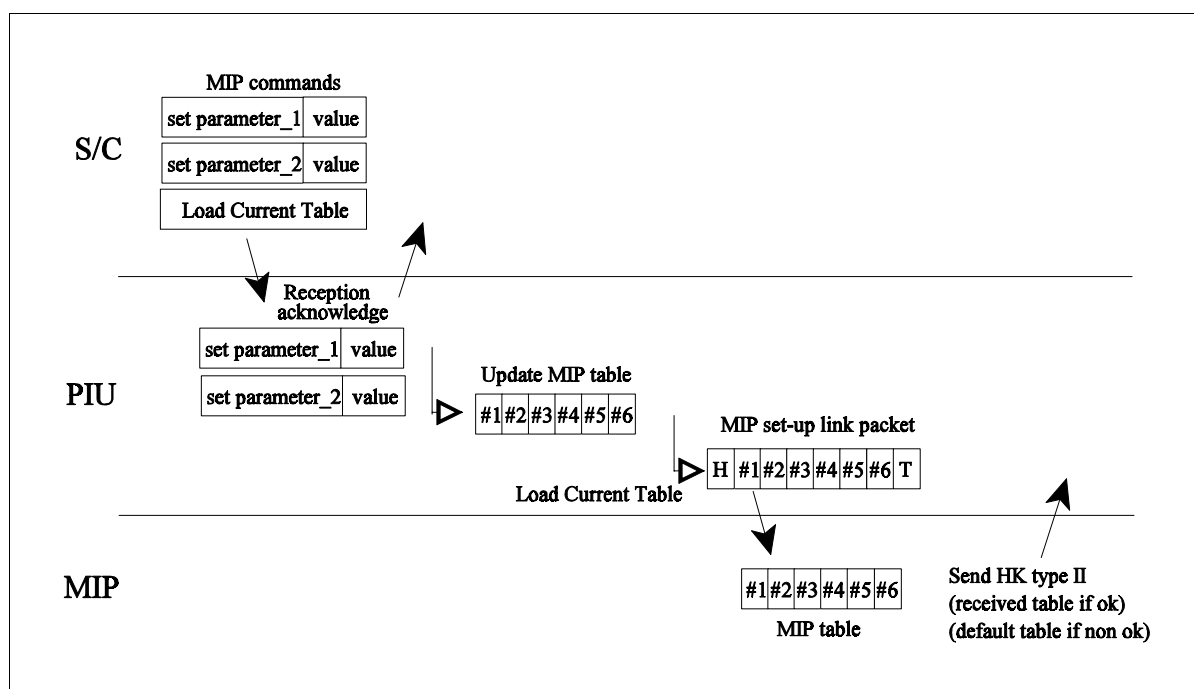 MIP commands
set parameter_1 value
S/C
set parameter_2 value
Load Current Table
Reception
acknowledge
set parameter_1 value
PIU
set parameter_2 value
Update MIP table
#1 #2 #3 #4 #5 #6
MIP set-up link packet
H #1 #2 #3 #4 #5 #6 T
Load Current Table
MIP
#1 #2 #3 #4 #5 #6
MIP table
Send HK type II
(received table if ok)
(default table if non ok)